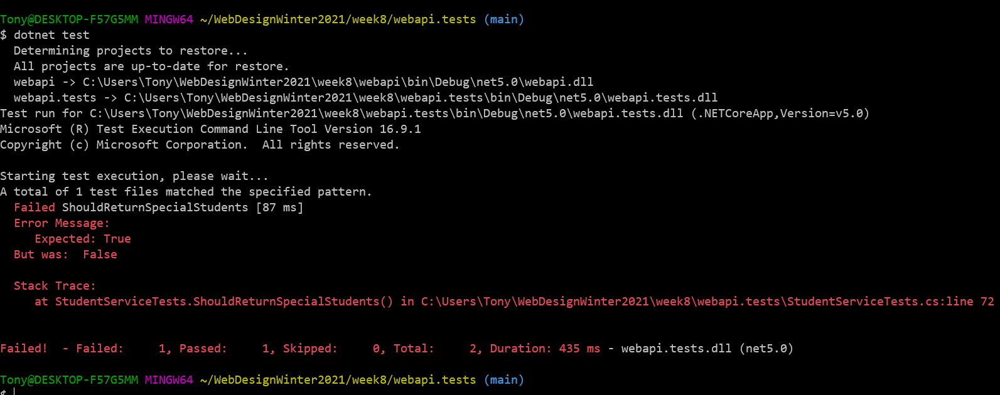 Tony@DESKTOP-F57G5MM MINGW64 ~/WebDesignWinter2021/week8/webapi.tests (main)
$ dotnet test
  Determining projects to restore...
  All projects are up-to-date for restore.
  webapi -> C:\Users\Tony\WebDesignWinter2021\week8\webapi\bin\Debug\net5.0\webapi.dll
  webapi.tests -> C:\Users\Tony\WebDesignWinter2021\week8\webapi.tests\bin\Debug\net5.0\webapi.tests.dll
Test run for C:\Users\Tony\WebDesignWinter2021\week8\webapi.tests\bin\Debug\net5.0\webapi.tests.dll (.NETCoreApp,Version=v5.0)
Microsoft (R) Test Execution Command Line Tool Version 16.9.1
Copyright (c) Microsoft Corporation.  All rights reserved.

Starting test execution, please wait...
A total of 1 test files matched the specified pattern.
  Failed ShouldReturnSpecialStudents [87 ms]
  Error Message:
     Expected: True
  But was:  False

  Stack Trace:
     at StudentServiceTests.ShouldReturnSpecialStudents() in C:\Users\Tony\WebDesignWinter2021\week8\webapi.tests\StudentServiceTests.cs:line 72


Failed!  - Failed:     1, Passed:     1, Skipped:     0, Total:     2, Duration: 435 ms - webapi.tests.dll (net5.0)

Tony@DESKTOP-F57G5MM MINGW64 ~/WebDesignWinter2021/week8/webapi.tests (main)
$